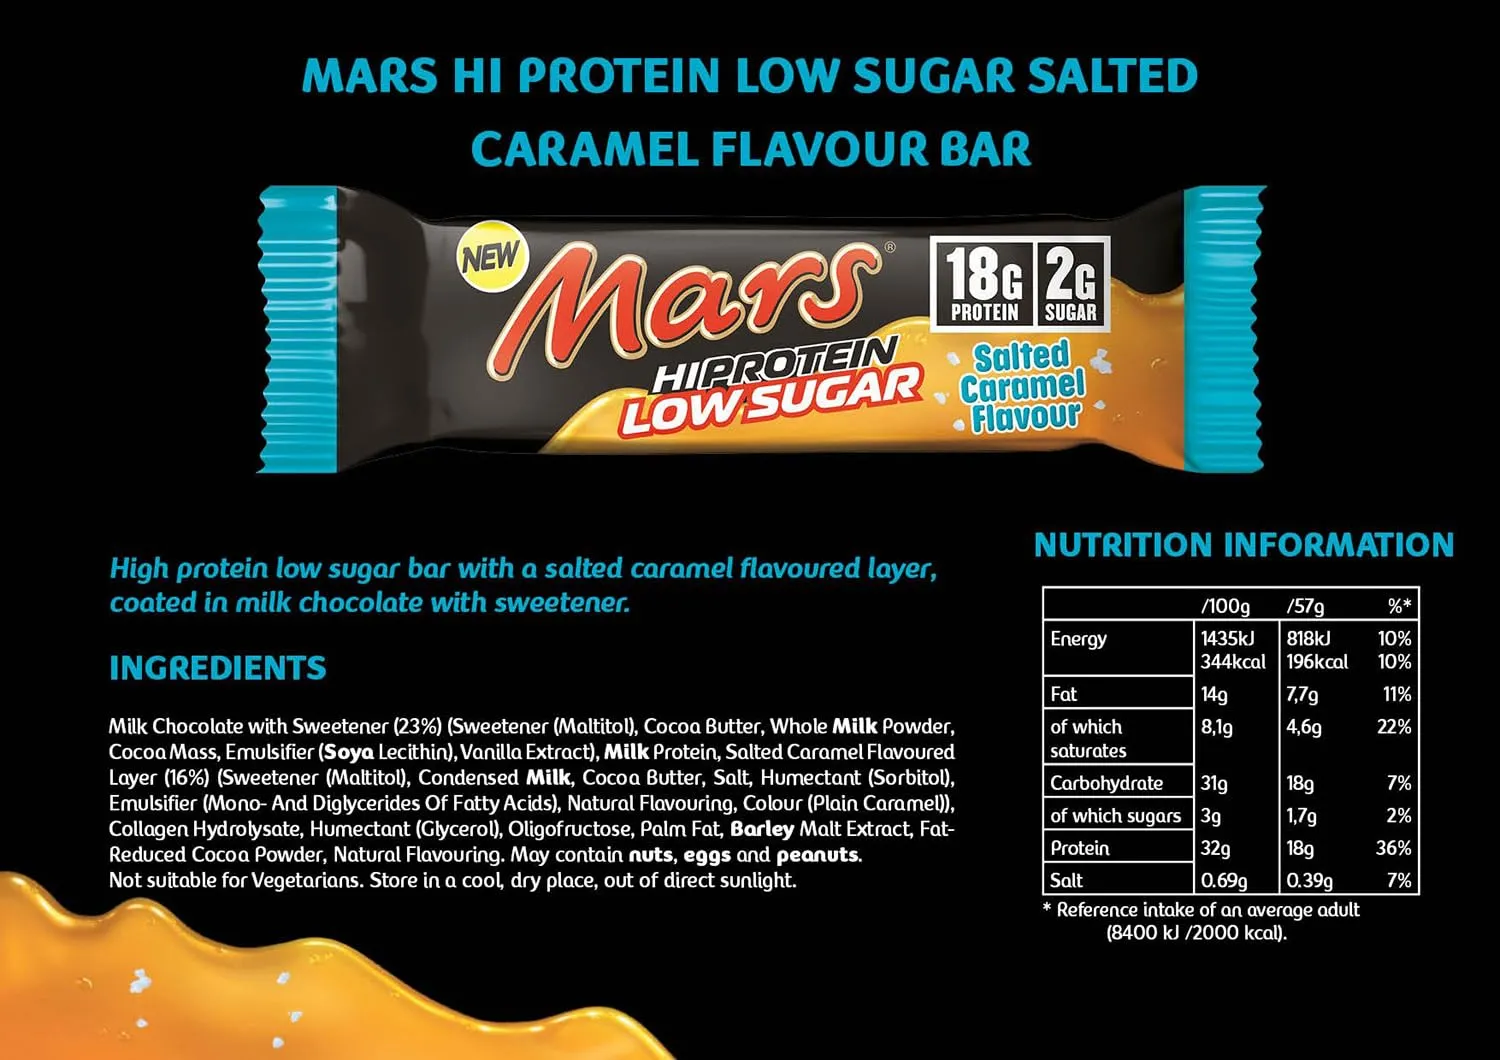 MARS HI PROTEIN LOW SUGAR SALTED
CARAMEL FLAVOUR BAR
NEW
Mars®
HI PROTEIN
LOW SUGAR
18G
PROTEIN
2G
SUGAR
Salted
Caramel
Flavour
High protein low sugar bar with a salted caramel flavoured layer,
coated in milk chocolate with sweetener.
INGREDIENTS
Milk Chocolate with Sweetener (23%) (Sweetener (Maltitol), Cocoa Butter, Whole Milk Powder,
Cocoa Mass, Emulsifier (Soya Lecithin), Vanilla Extract), Milk Protein, Salted Caramel Flavoured
Layer (16%) (Sweetener (Maltitol), Condensed Milk, Cocoa Butter, Salt, Humectant (Sorbitol),
Emulsifier (Mono- And Diglycerides Of Fatty Acids), Natural Flavouring, Colour (Plain Caramel)),
Collagen Hydrolysate, Humectant (Glycerol), Oligofructose, Palm Fat, Barley Malt Extract, Fat-
Reduced Cocoa Powder, Natural Flavouring. May contain nuts, eggs and peanuts.
Not suitable for Vegetarians. Store in a cool, dry place, out of direct sunlight.
NUTRITION INFORMATION
/100g /57g %*
Energy 1435kJ 818kJ 10%
344kcal 196kcal 10%
Fat 14g 7,7g 11%
of which 8,1g 4,6g 22%
saturates
Carbohydrate 31g 18g 7%
of which sugars 3g 1,7g 2%
Protein 32g 18g 36%
Salt 0.69g 0.39g 7%
* Reference intake of an average adult
(8400 kJ /2000 kcal).